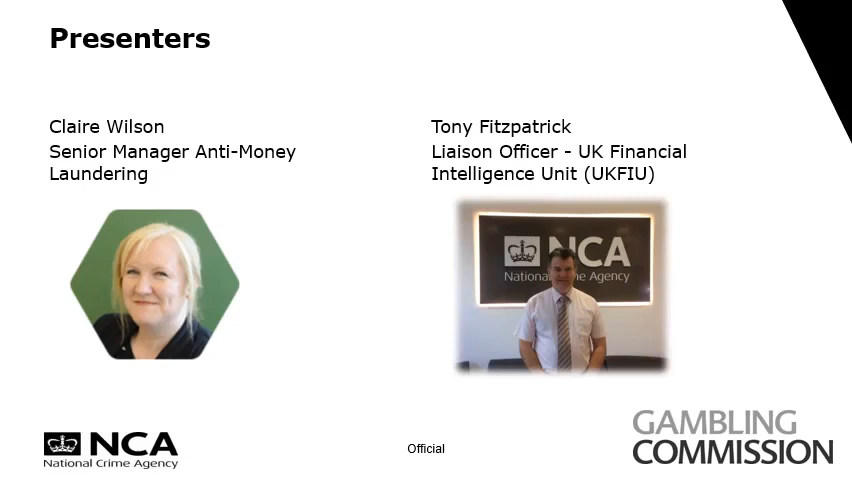 Presenters
Claire Wilson
Senior Manager Anti-Money
Laundering
Tony Fitzpatrick
Liaison Officer - UK Financial
Intelligence Unit (UKFIU)
NCA
National Crime Agency
NCA
National Crime Agency
Official
GAMBLING
COMMISSION